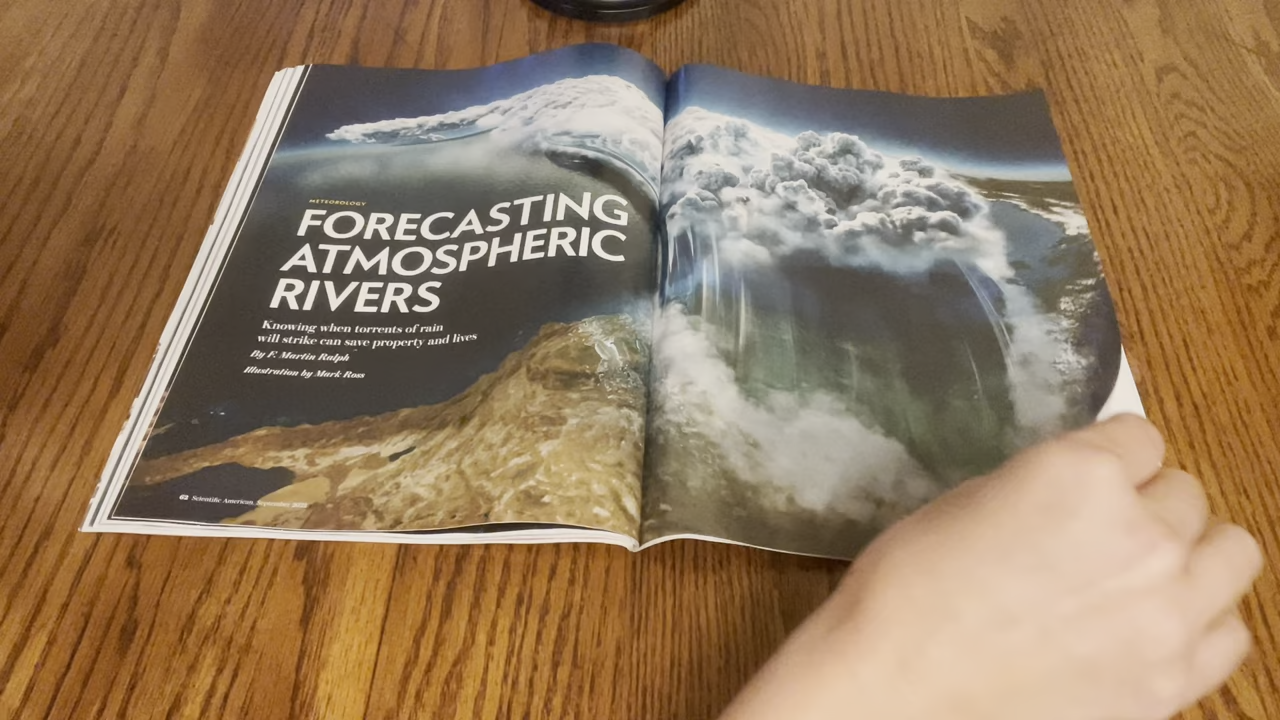 METEOROLOGY
FORECASTING
ATMOSPHERIC
RIVERS
Knowing when torrents of rain
will strike can save property and lives
By F. Martin Ralph
Illustration by Mark Ross
62 Scientific American, September